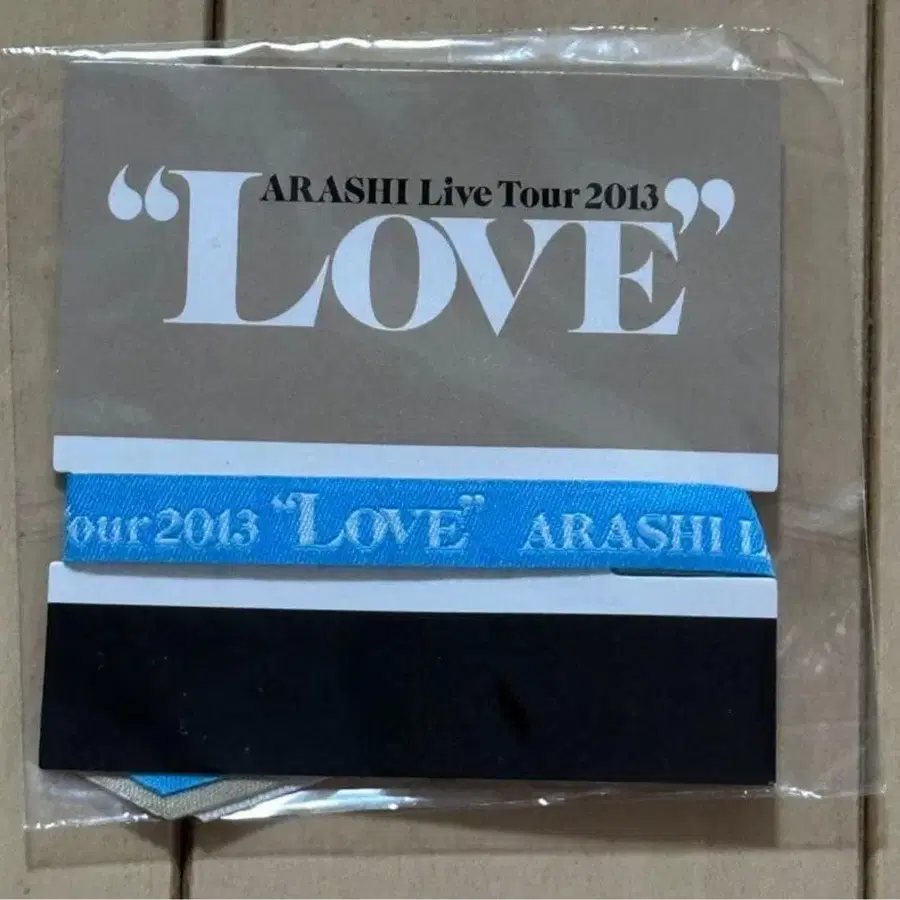 ARASHI Live Tour 2013
“LOVE”
our 2013 “LOVE” ARASHI L